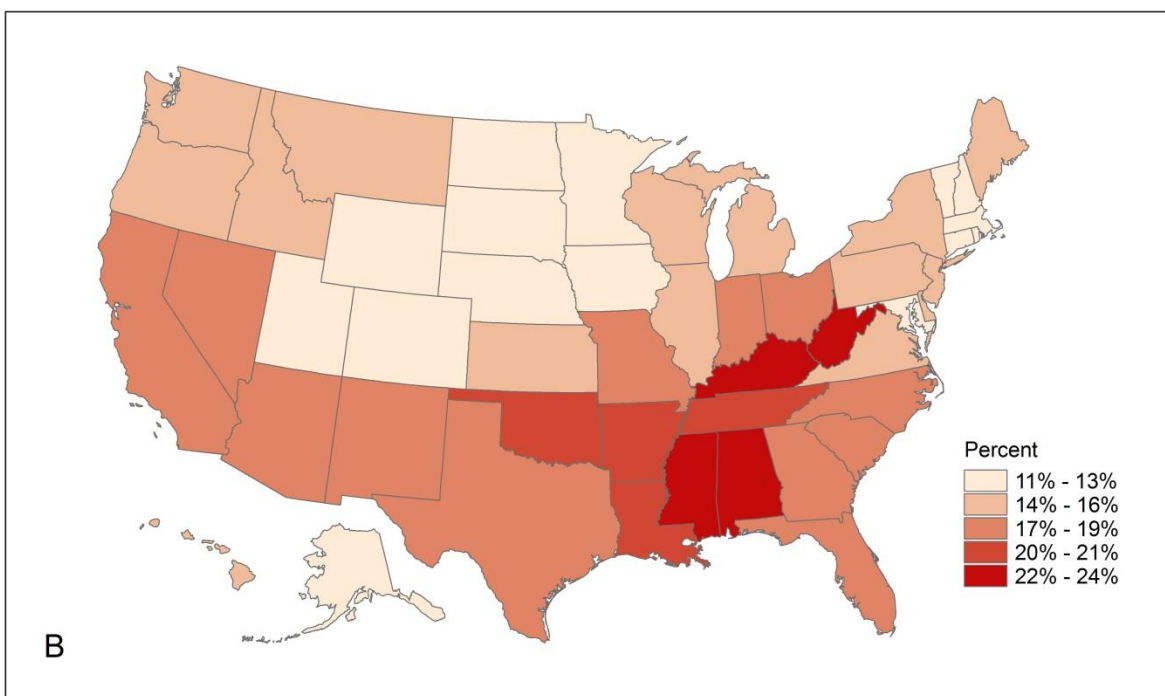 Percent
11% - 13%
14% - 16%
17% - 19%
20% - 21%
22% - 24%
B